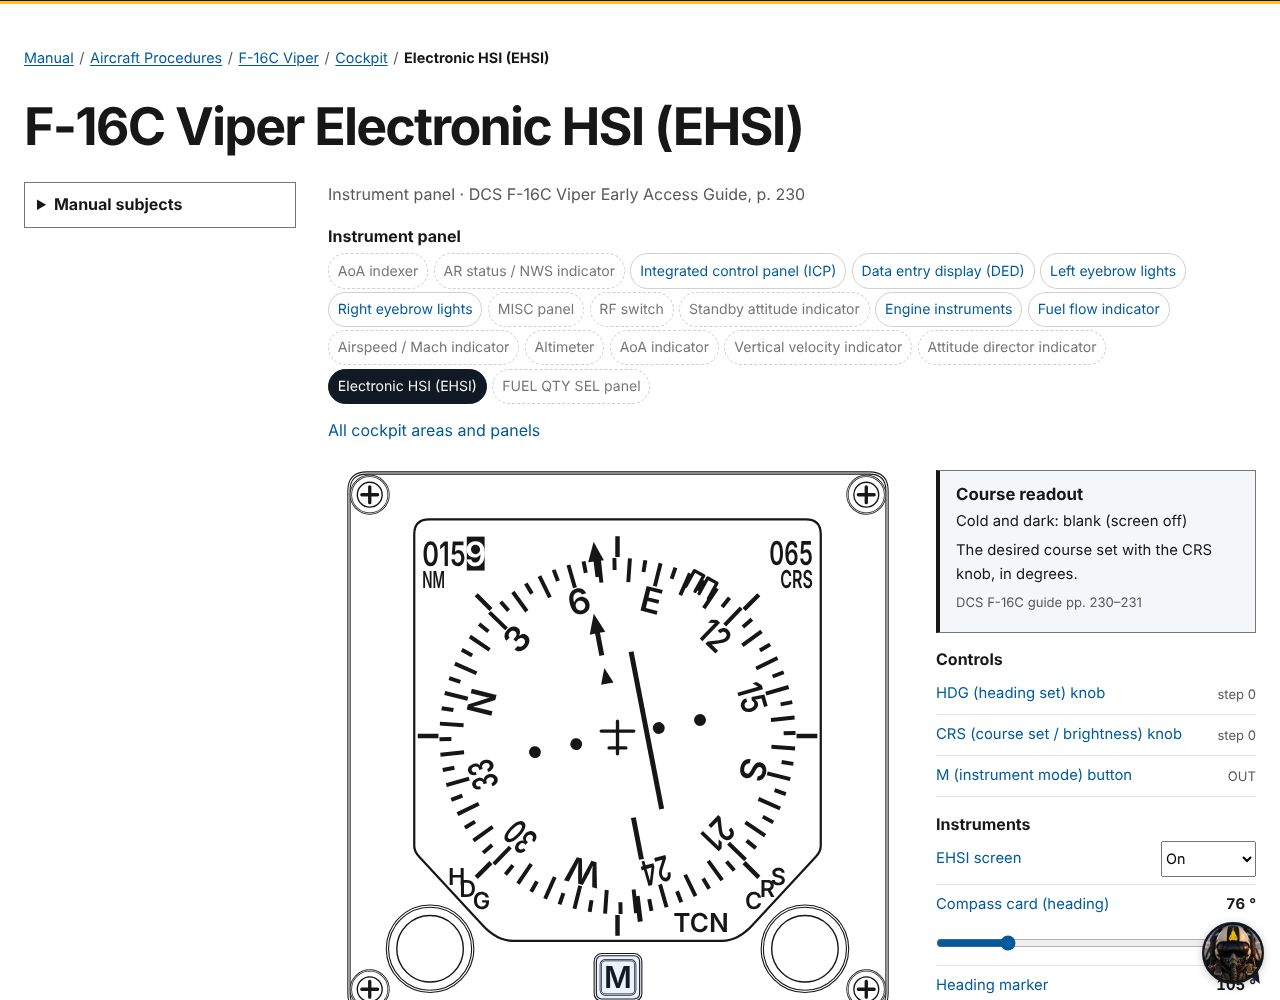 Manual / Aircraft Procedures / F-16C Viper / Cockpit / Electronic HSI (EHSI)
F-16C Viper Electronic HSI (EHSI)
Manual subjects
Instrument panel · DCS F-16C Viper Early Access Guide, p. 230
Instrument panel
AoA indexer AR status / NWS indicator Integrated control panel (ICP) Data entry display (DED) Left eyebrow lights
Right eyebrow lights MISC panel RF switch Standby attitude indicator Engine instruments Fuel flow indicator
Airspeed / Mach indicator Altimeter AoA indicator Vertical velocity indicator Attitude director indicator
Electronic HSI (EHSI) FUEL QTY SEL panel
All cockpit areas and panels
0159
NM
065
CRS
6
E
12
15
S
21
24
W
30
33
N
3
HDG
CRS
TCN
M
Course readout
Cold and dark: blank (screen off)
The desired course set with the CRS
knob, in degrees.
DCS F-16C guide pp. 230–231
Controls
HDG (heading set) knob step 0
CRS (course set / brightness) knob step 0
M (instrument mode) button OUT
Instruments
EHSI screen On
Compass card (heading) 76 °
Heading marker 105 °